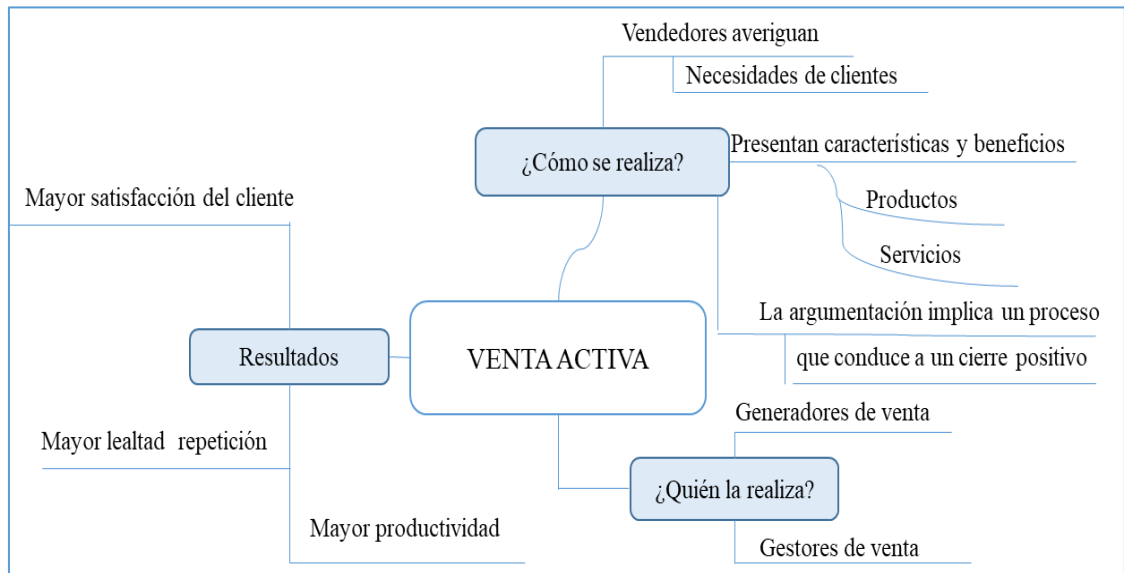 Vendedores averiguan
Necesidades de clientes
¿Cómo se realiza?
Presentan características y beneficios
Productos
Servicios
La argumentación implica un proceso
que conduce a un cierre positivo
Mayor satisfacción del cliente
Resultados
VENTA ACTIVA
Mayor lealtad repetición
Mayor productividad
Generadores de venta
¿Quién la realiza?
Gestores de venta